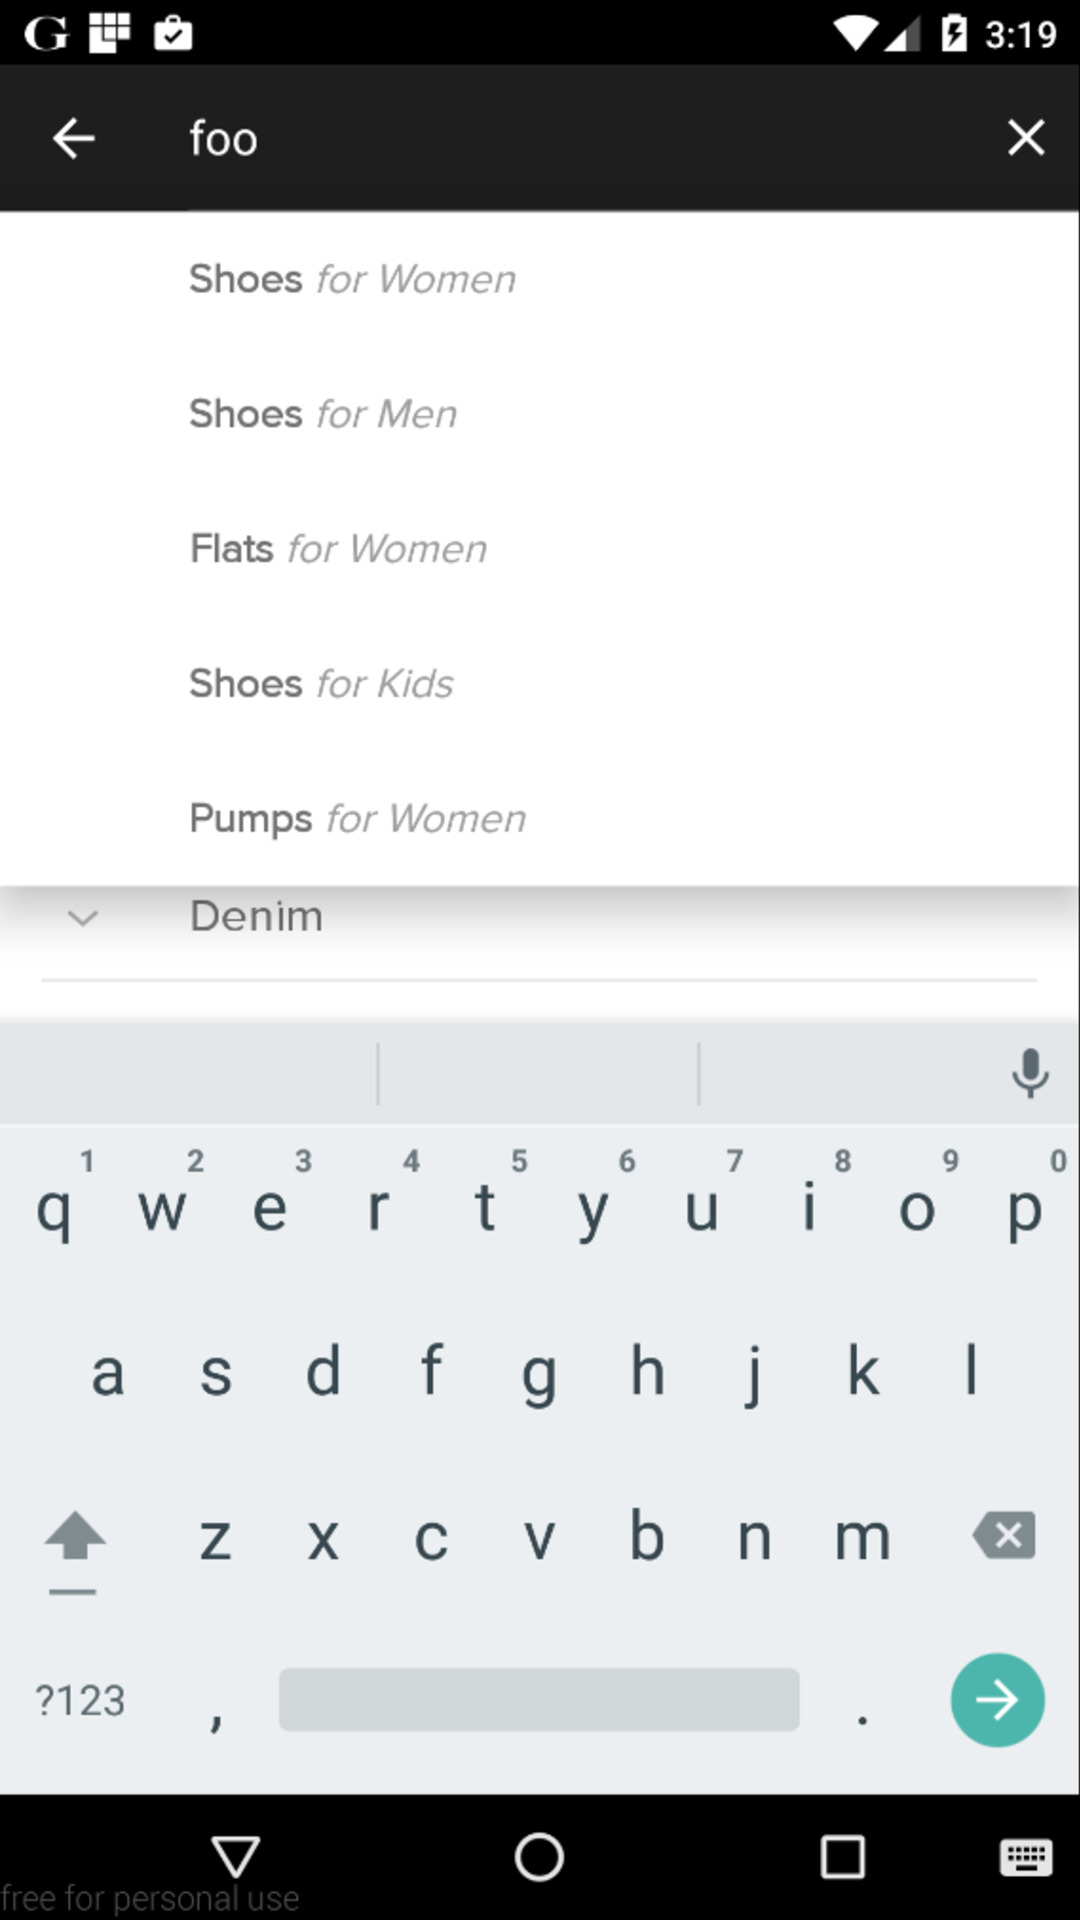 G 3:19
foo
Shoes for Women
Shoes for Men
Flats for Women
Shoes for Kids
Pumps for Women
Denim
1 2 3 4 5 6 7 8 9 0
q w e r t y u i o p
a s d f g h j k l
z x c v b n m
?123 , .
free for personal use